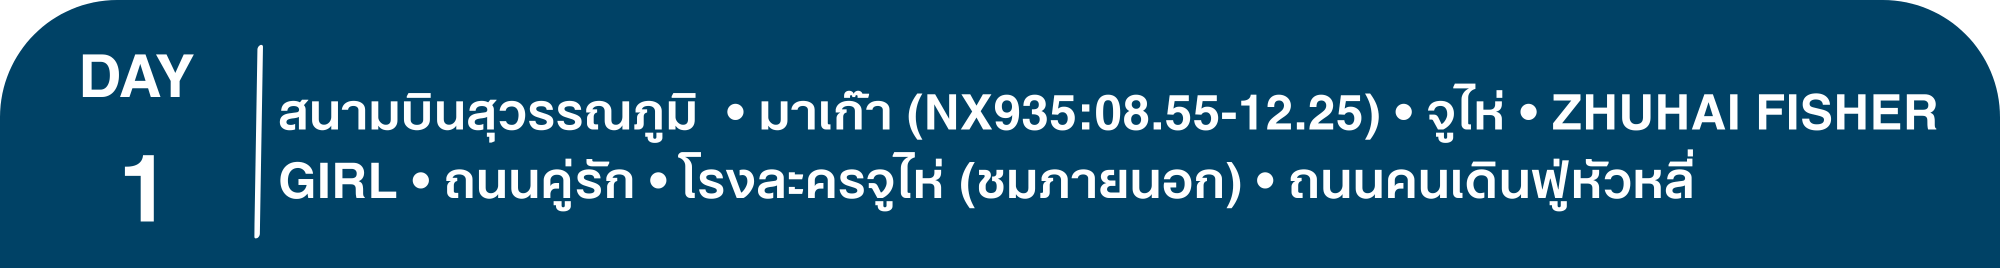 DAY
1
สนามบินสุวรรณภูมิ • มาเก๊า (NX935:08.55-12.25) • จูไห่ • ZHUHAI FISHER
GIRL • ถนนคู่รัก • โรงละครจูไห่ (ชมภายนอก) • ถนนคนเดินฟู่หัวหลี่